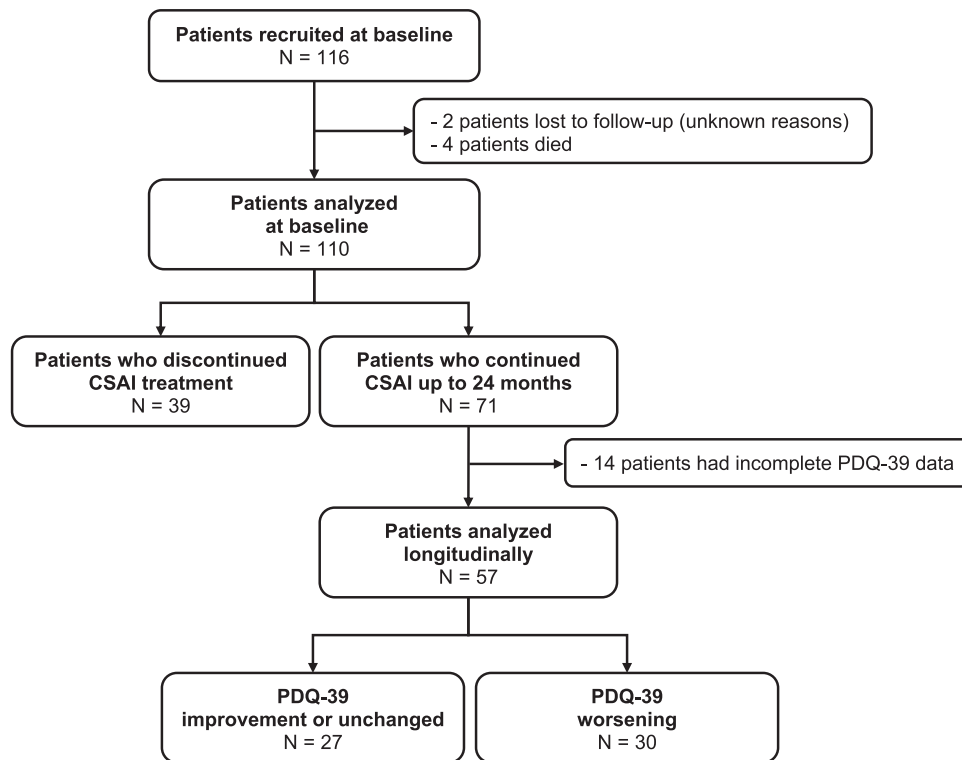 Patients recruited at baseline
N = 116
- 2 patients lost to follow-up (unknown reasons)
- 4 patients died
Patients analyzed
at baseline
N = 110
Patients who discontinued
CSAI treatment
N = 39
Patients who continued
CSAI up to 24 months
N = 71
- 14 patients had incomplete PDQ-39 data
Patients analyzed
longitudinally
N = 57
PDQ-39
improvement or unchanged
N = 27
PDQ-39
worsening
N = 30